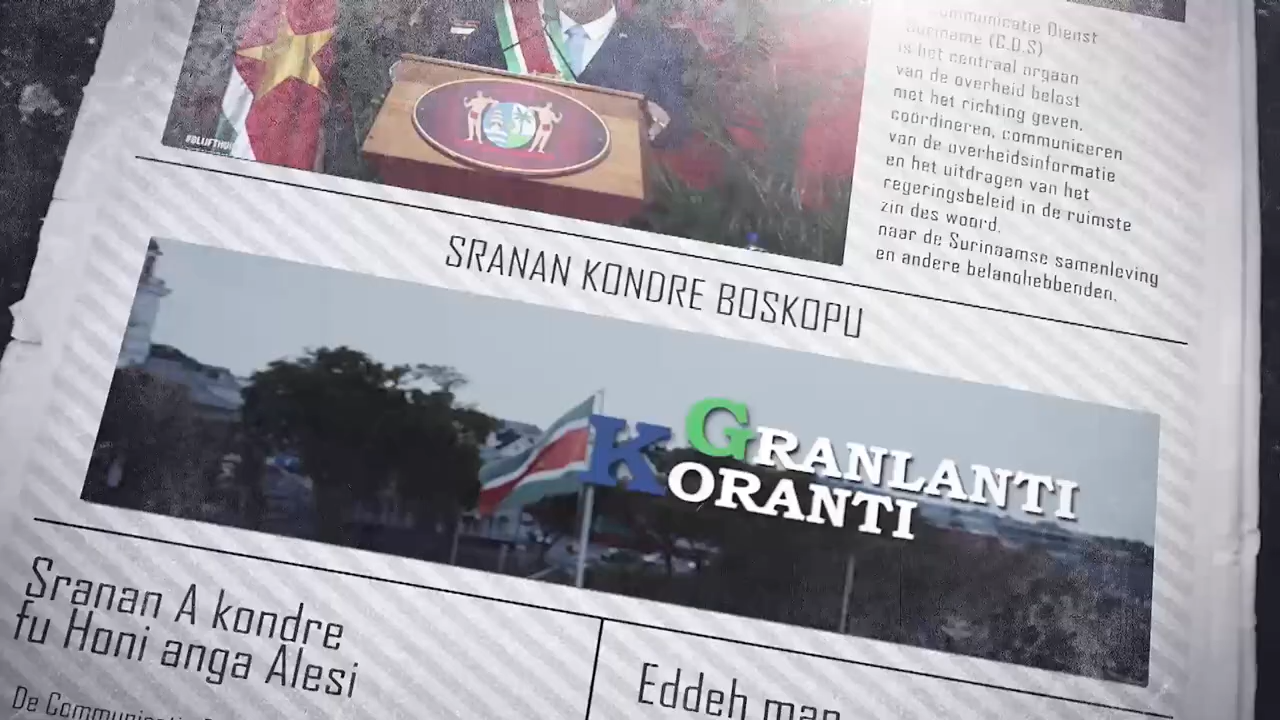 Communicatie Dienst
Suriname (C.D.S)
is het centraal orgaan
van de overheid belast
met het richting geven,
coördineren, communiceren
van de overheidsinformatie
en het uitdragen van het
regeringsbeleid in de ruimste
zin des woord.
naar de Surinaamse samenleving
en andere belanghebbenden.
SRANAN KONDRE BOSKOPU
GRANLANTI
KORANTI
Sranan A kondre
fu Honi anga Alesi
De
Eddeh man